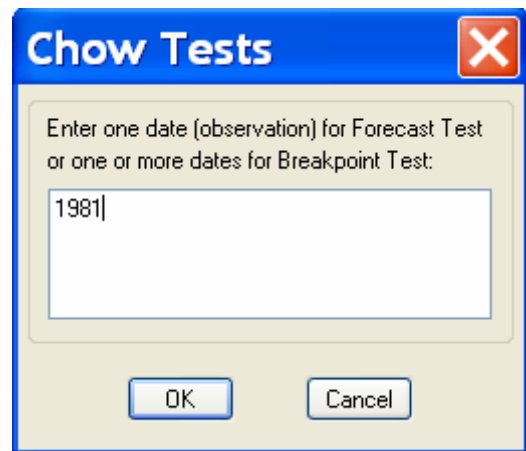 Chow Tests
Enter one date (observation) for Forecast Test
or one or more dates for Breakpoint Test:
1981
OK
Cancel